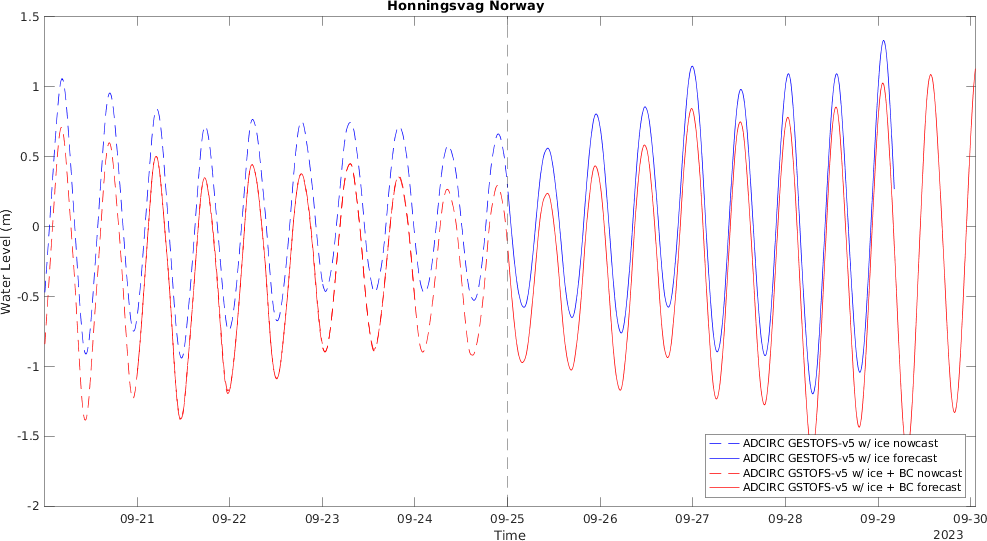 Honningsvag Norway
1.5
1
0.5
0
-0.5
-1
-1.5
-2
Water Level (m)
09-21 09-22 09-23 09-24 09-25 09-26 09-27 09-28 09-29 09-30
Time
2023
ADCIRC GESTOFS-v5 w/ ice nowcast
ADCIRC GESTOFS-v5 w/ ice forecast
ADCIRC GSTOFS-v5 w/ ice + BC nowcast
ADCIRC GSTOFS-v5 w/ ice + BC forecast